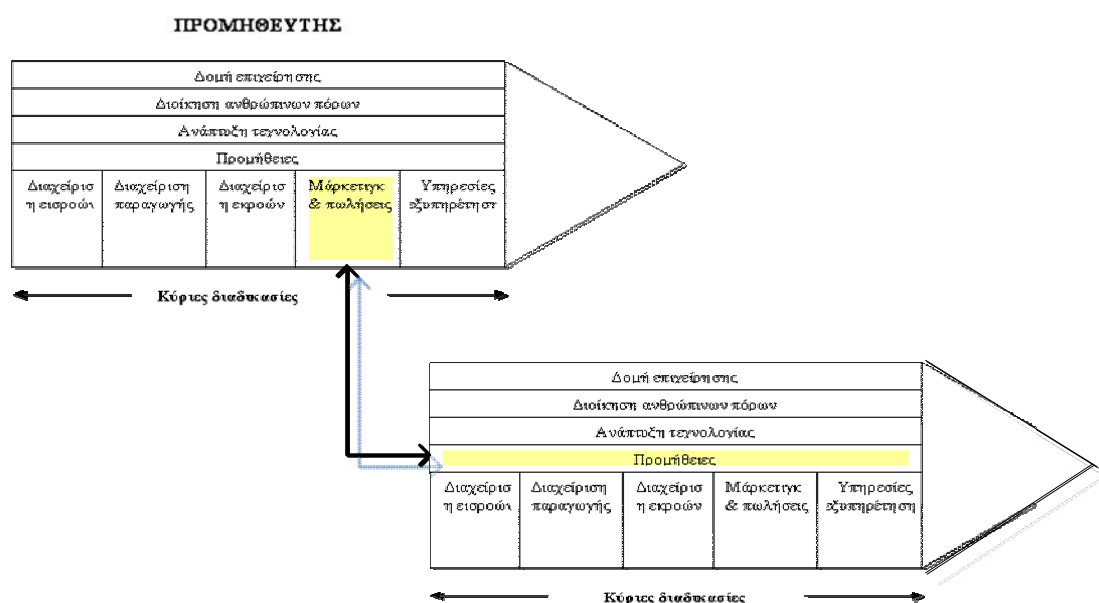 ΠΡΟΜΗΘΕΥΤΗΣ
Δομή επιχείρησης
Διοίκηση ανθρώπινων πόρων
Ανάπτυξη τεχνολογίας
Προμήθειες
Διαχείρισ Διαχείριση Διαχείρισ Μάρκετιγκ Υπηρεσίες
η εισροών παραγωγής η εκροών & πωλήσεις εξυπηρέτησ
Κύριες διαδικασίες
Δομή επιχείρησης
Διοίκηση ανθρώπινων πόρων
Ανάπτυξη τεχνολογίας
Προμήθειες
Διαχείρισ Διαχείριση Διαχείρισ Μάρκετιγκ Υπηρεσίες
η εισροών παραγωγής η εκροών & πωλήσεις εξυπηρέτηση
Κύριες διαδικασίες